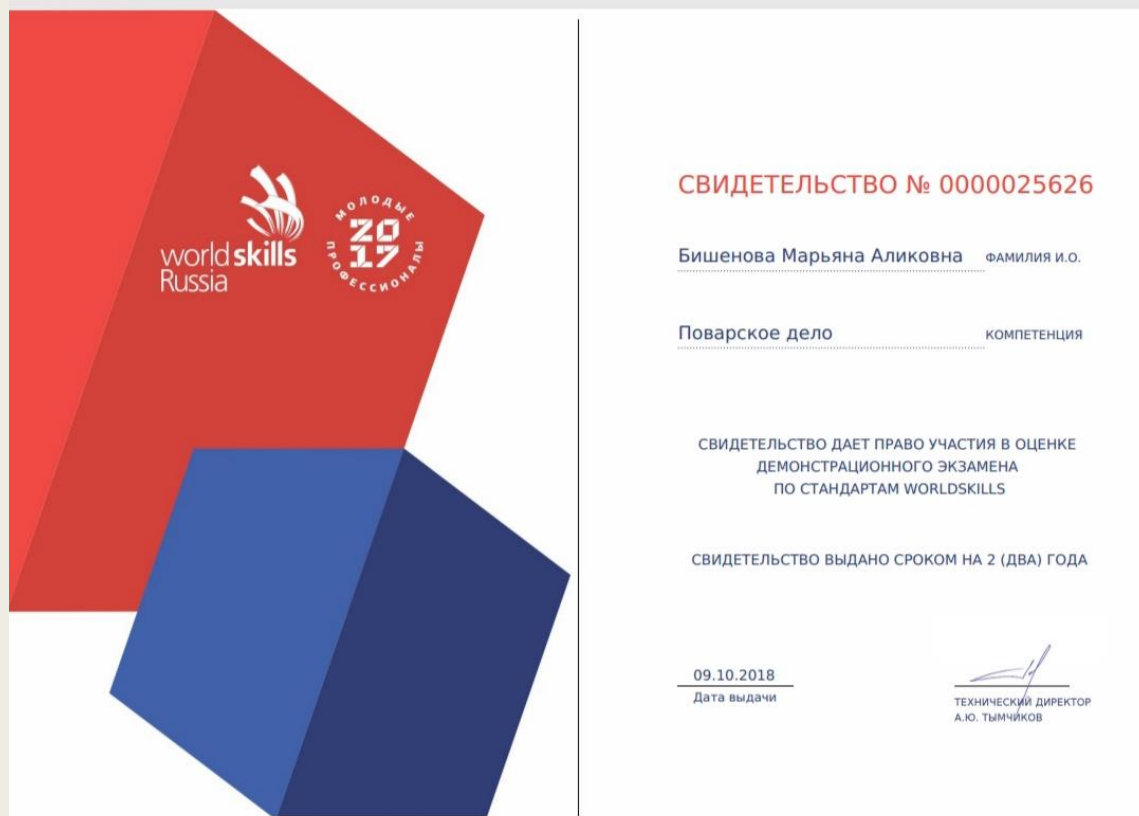 world skills
Russia
МОЛОДЫЕ
2017
ПРОФЕССИОНАЛЫ
СВИДЕТЕЛЬСТВО № 0000025626
Бишенова Марьяна Аликовна ФАМИЛИЯ И.О.
Поварское дело КОМПЕТЕНЦИЯ
СВИДЕТЕЛЬСТВО ДАЕТ ПРАВО УЧАСТИЯ В ОЦЕНКЕ
ДЕМОНСТРАЦИОННОГО ЭКЗАМЕНА
ПО СТАНДАРТАМ WORLDSKILLS
СВИДЕТЕЛЬСТВО ВЫДАНО СРОКОМ НА 2 (ДВА) ГОДА
09.10.2018
Дата выдачи
ТЕХНИЧЕСКИЙ ДИРЕКТОР
А.Ю. ТЫМЧИКОВ